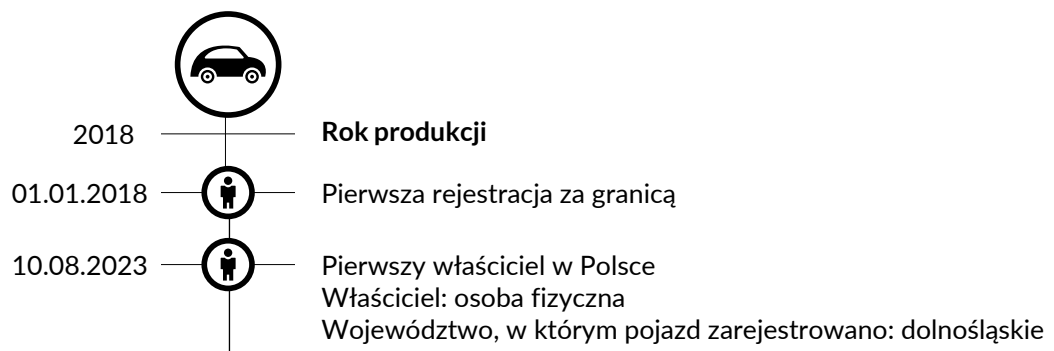 2018 Rok produkcji
01.01.2018 Pierwsza rejestracja za granicą
10.08.2023 Pierwszy właściciel w Polsce
Właściciel: osoba fizyczna
Województwo, w którym pojazd zarejestrowano: dolnośląskie